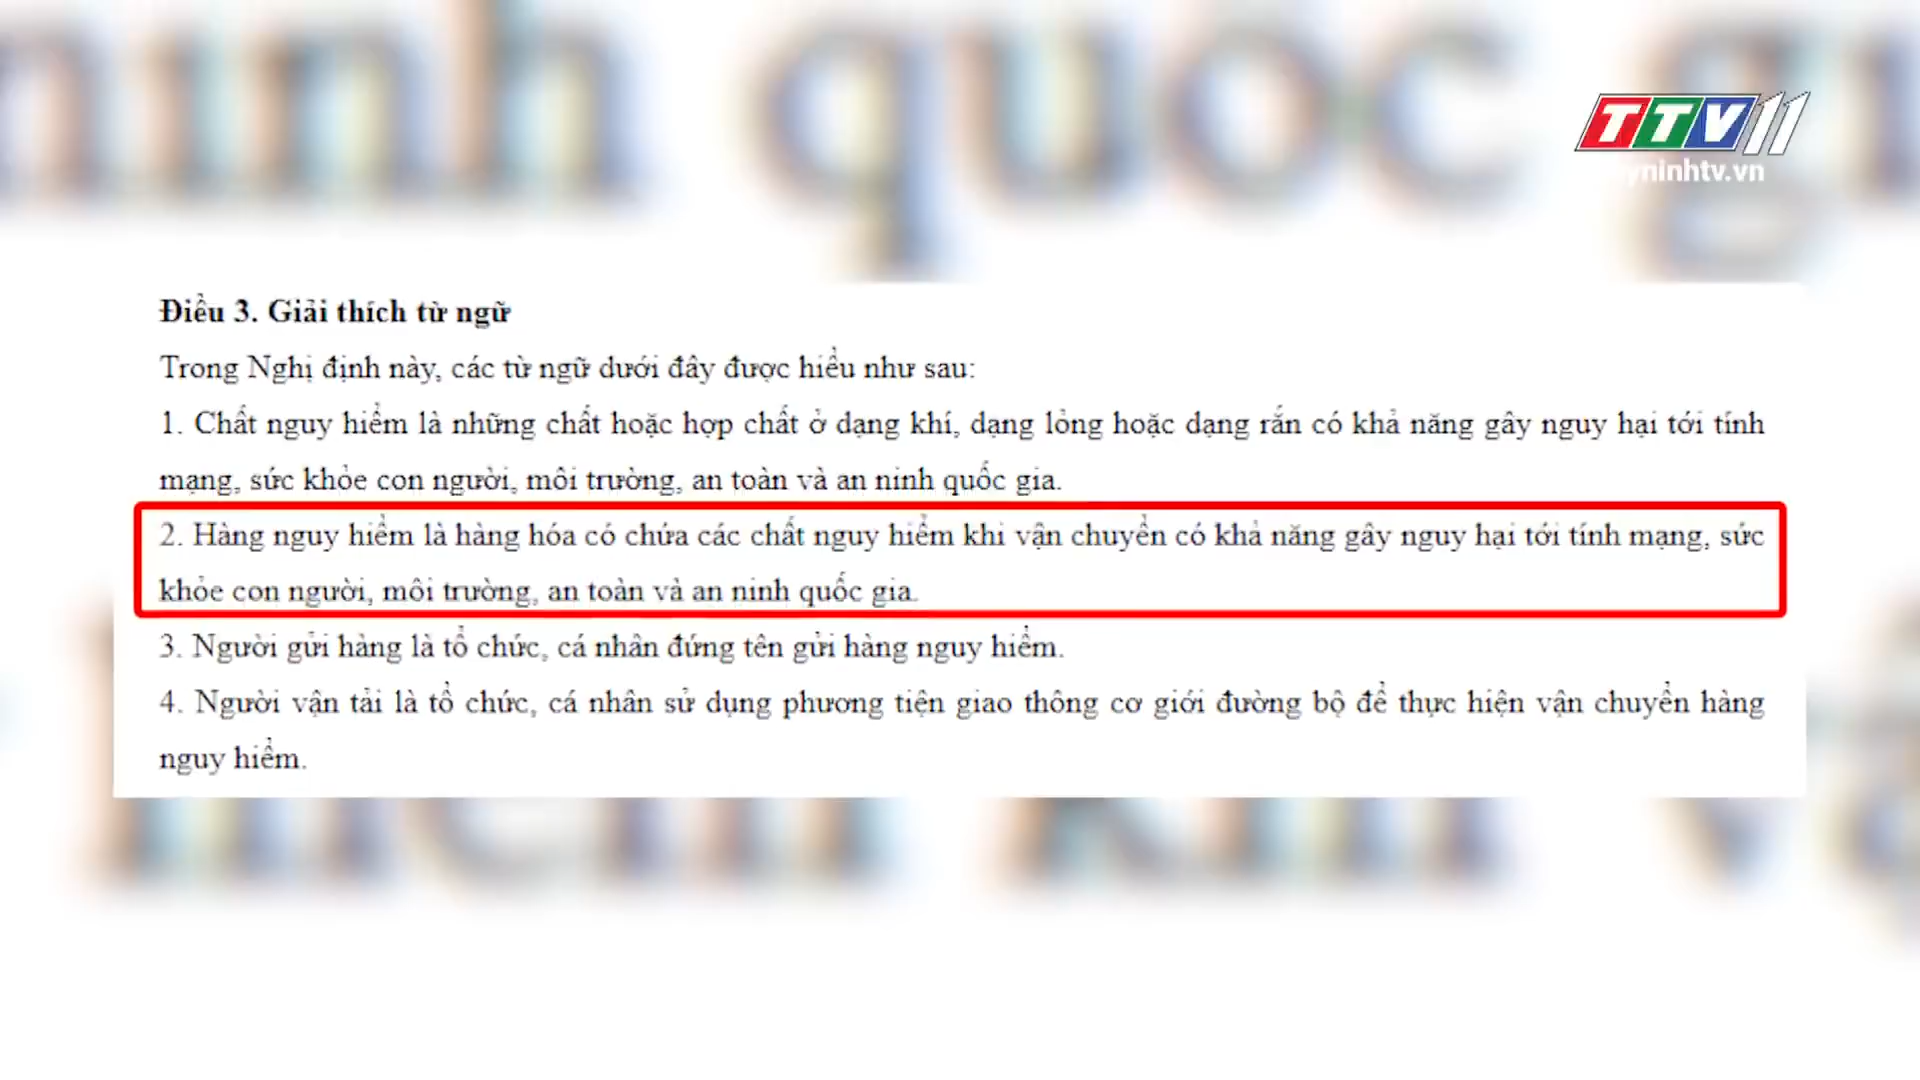 ninh quốc gi
TTV11
yninhtv.vn
Điều 3. Giải thích từ ngữ
Trong Nghị định này, các từ ngữ dưới đây được hiểu như sau:
1. Chất nguy hiểm là những chất hoặc hợp chất ở dạng khí, dạng lỏng hoặc dạng rắn có khả năng gây nguy hại tới tính
mạng, sức khỏe con người, môi trường, an toàn và an ninh quốc gia.
2. Hàng nguy hiểm là hàng hóa có chứa các chất nguy hiểm khi vận chuyển có khả năng gây nguy hại tới tính mạng, sức
khỏe con người, môi trường, an toàn và an ninh quốc gia.
3. Người gửi hàng là tổ chức, cá nhân đứng tên gửi hàng nguy hiểm.
4. Người vận tải là tổ chức, cá nhân sử dụng phương tiện giao thông cơ giới đường bộ để thực hiện vận chuyển hàng
nguy hiểm.